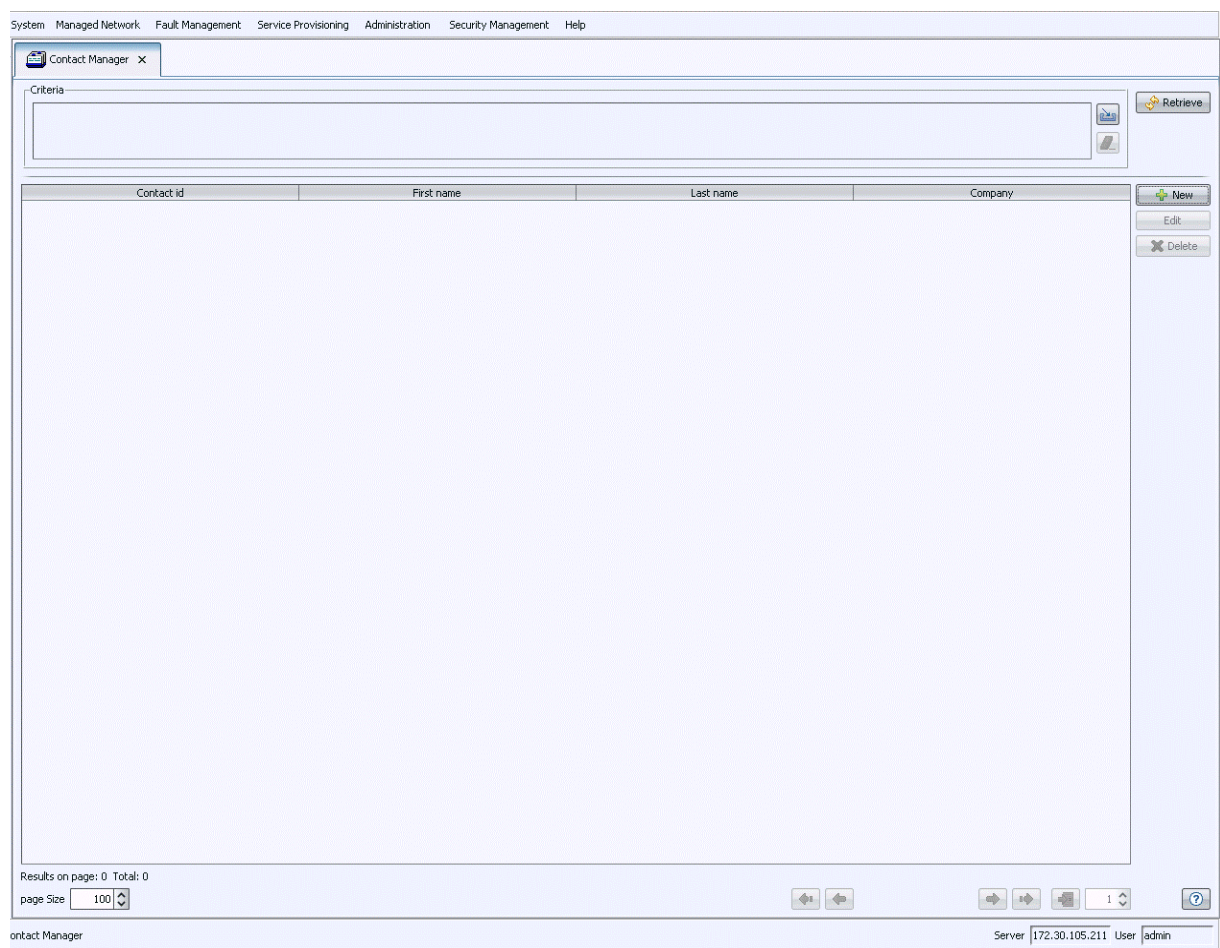 System Managed Network Fault Management Service Provisioning Administration Security Management Help
Contact Manager
Criteria
Retrieve
Contact id First name Last name Company
New
Edit
Delete
Results on page: 0 Total: 0
page Size 100
1
ontact Manager Server 172.30.105.211 User admin